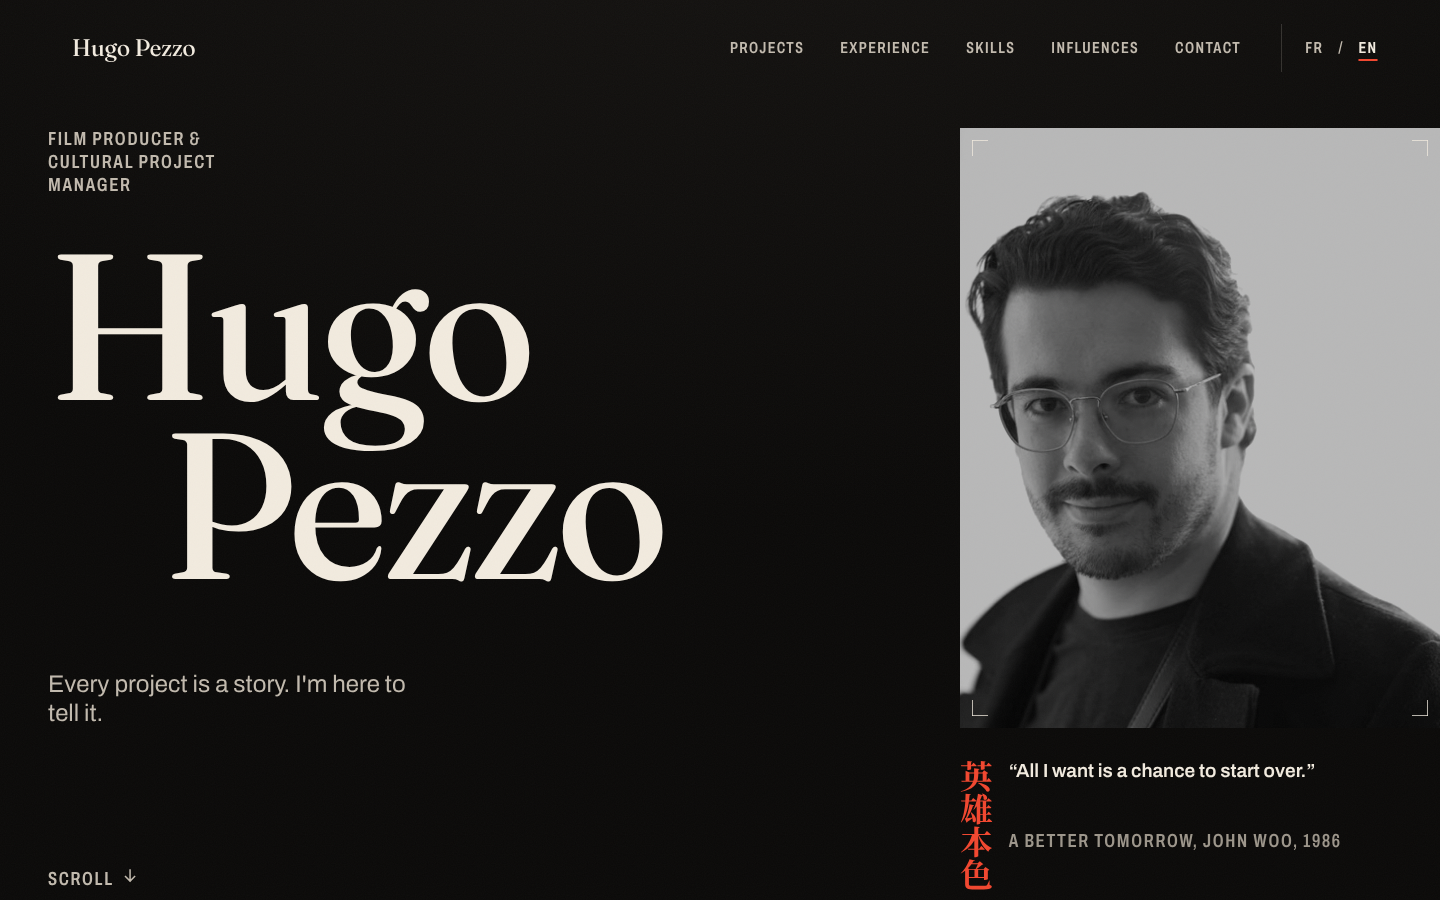 Hugo Pezzo
PROJECTS EXPERIENCE SKILLS INFLUENCES CONTACT FR / EN
FILM PRODUCER &
CULTURAL PROJECT
MANAGER
Hugo
Pezzo
Every project is a story. I'm here to
tell it.
英雄本色
“All I want is a chance to start over.”
A BETTER TOMORROW, JOHN WOO, 1986
SCROLL ↓